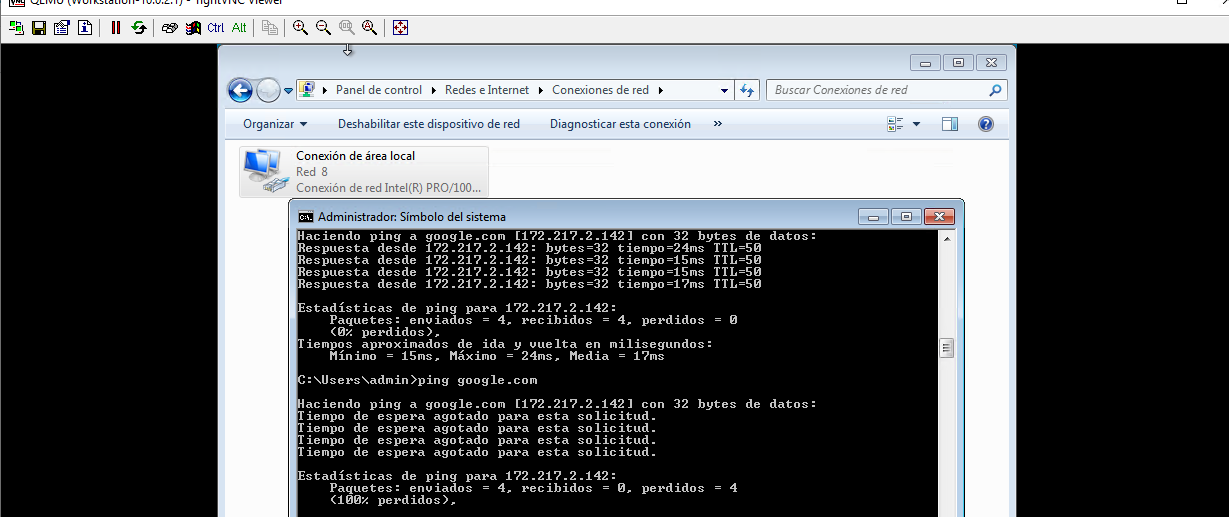 QEMU (Workstation-10.0.2.1) - TightVNC Viewer
Ctrl Alt
Panel de control Redes e Internet Conexiones de red
Buscar Conexiones de red
Organizar Deshabilitar este dispositivo de red Diagnosticar esta conexión »
Conexión de área local
Red 8
Conexión de red Intel(R) PRO/100...
Administrador: Símbolo del sistema
Haciendo ping a google.com [172.217.2.142] con 32 bytes de datos:
Respuesta desde 172.217.2.142: bytes=32 tiempo=24ms TTL=50
Respuesta desde 172.217.2.142: bytes=32 tiempo=15ms TTL=50
Respuesta desde 172.217.2.142: bytes=32 tiempo=15ms TTL=50
Respuesta desde 172.217.2.142: bytes=32 tiempo=17ms TTL=50
Estadísticas de ping para 172.217.2.142:
Paquetes: enviados = 4, recibidos = 4, perdidos = 0
(0% perdidos),
Tiempos aproximados de ida y vuelta en milisegundos:
Mínimo = 15ms, Máximo = 24ms, Media = 17ms
C:\Users\admin>ping google.com
Haciendo ping a google.com [172.217.2.142] con 32 bytes de datos:
Tiempo de espera agotado para esta solicitud.
Tiempo de espera agotado para esta solicitud.
Tiempo de espera agotado para esta solicitud.
Tiempo de espera agotado para esta solicitud.
Estadísticas de ping para 172.217.2.142:
Paquetes: enviados = 4, recibidos = 0, perdidos = 4
(100% perdidos),